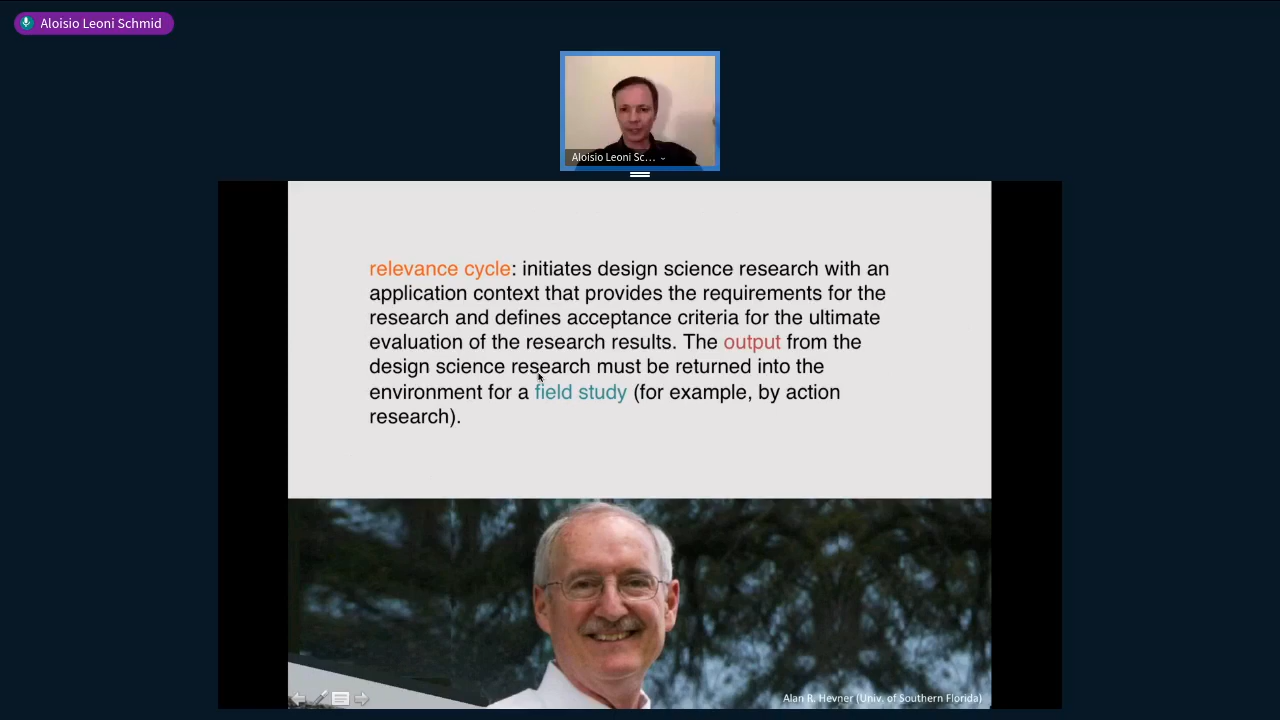 Aloisio Leoni Schmid
Aloisio Leoni Sc...
relevance cycle: initiates design science research with an
application context that provides the requirements for the
research and defines acceptance criteria for the ultimate
evaluation of the research results. The output from the
design science research must be returned into the
environment for a field study (for example, by action
research).
Alan R. Hevner (Univ. of Southern Florida)